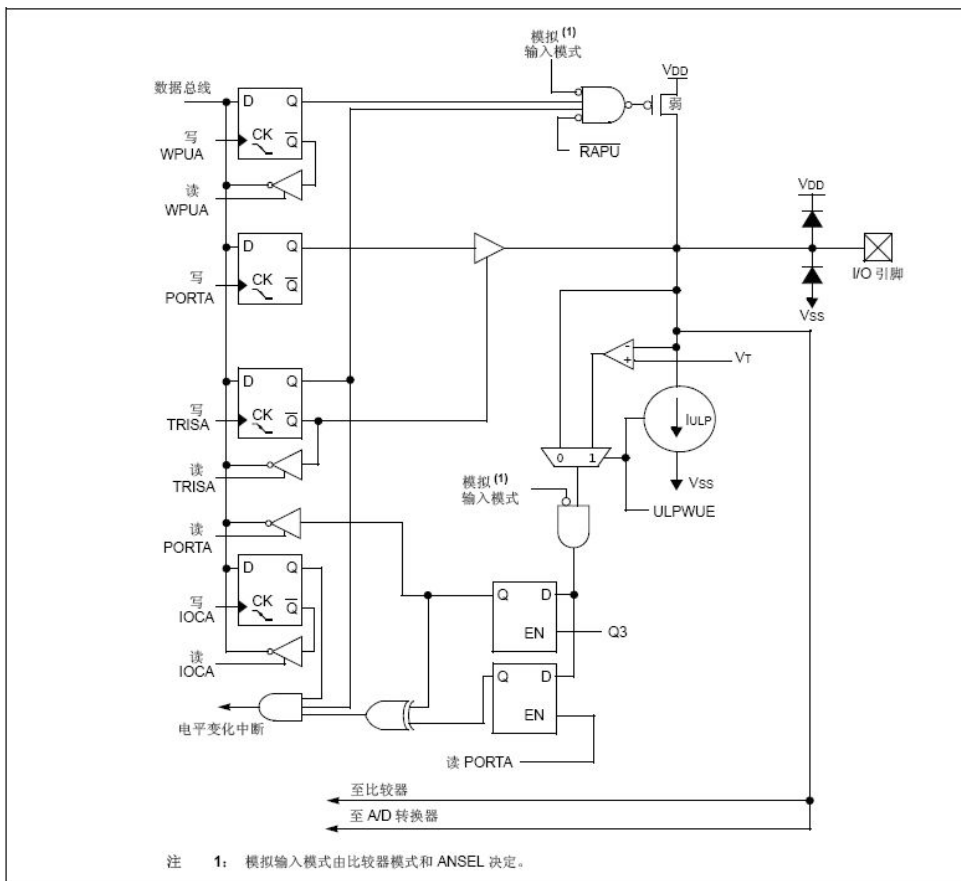 模拟 (1)
输入模式
VDD
数据总线
D Q
弱
写
WPUA
CK Q
RAPU
读
WPUA
VDD
D Q
I/O 引脚
写
PORTA
CK Q
VSS
VT
D Q
写
TRISA
CK Q
IULP
0 1
读
TRISA
模拟 (1)
输入模式
VSS
ULPWUE
读
PORTA
D Q
Q D
写
IOCA
CK Q
EN
Q3
读
IOCA
Q D
EN
电平变化中断
读 PORTA
至比较器
至 A/D 转换器
注 1: 模拟输入模式由比较器模式和 ANSEL 决定。